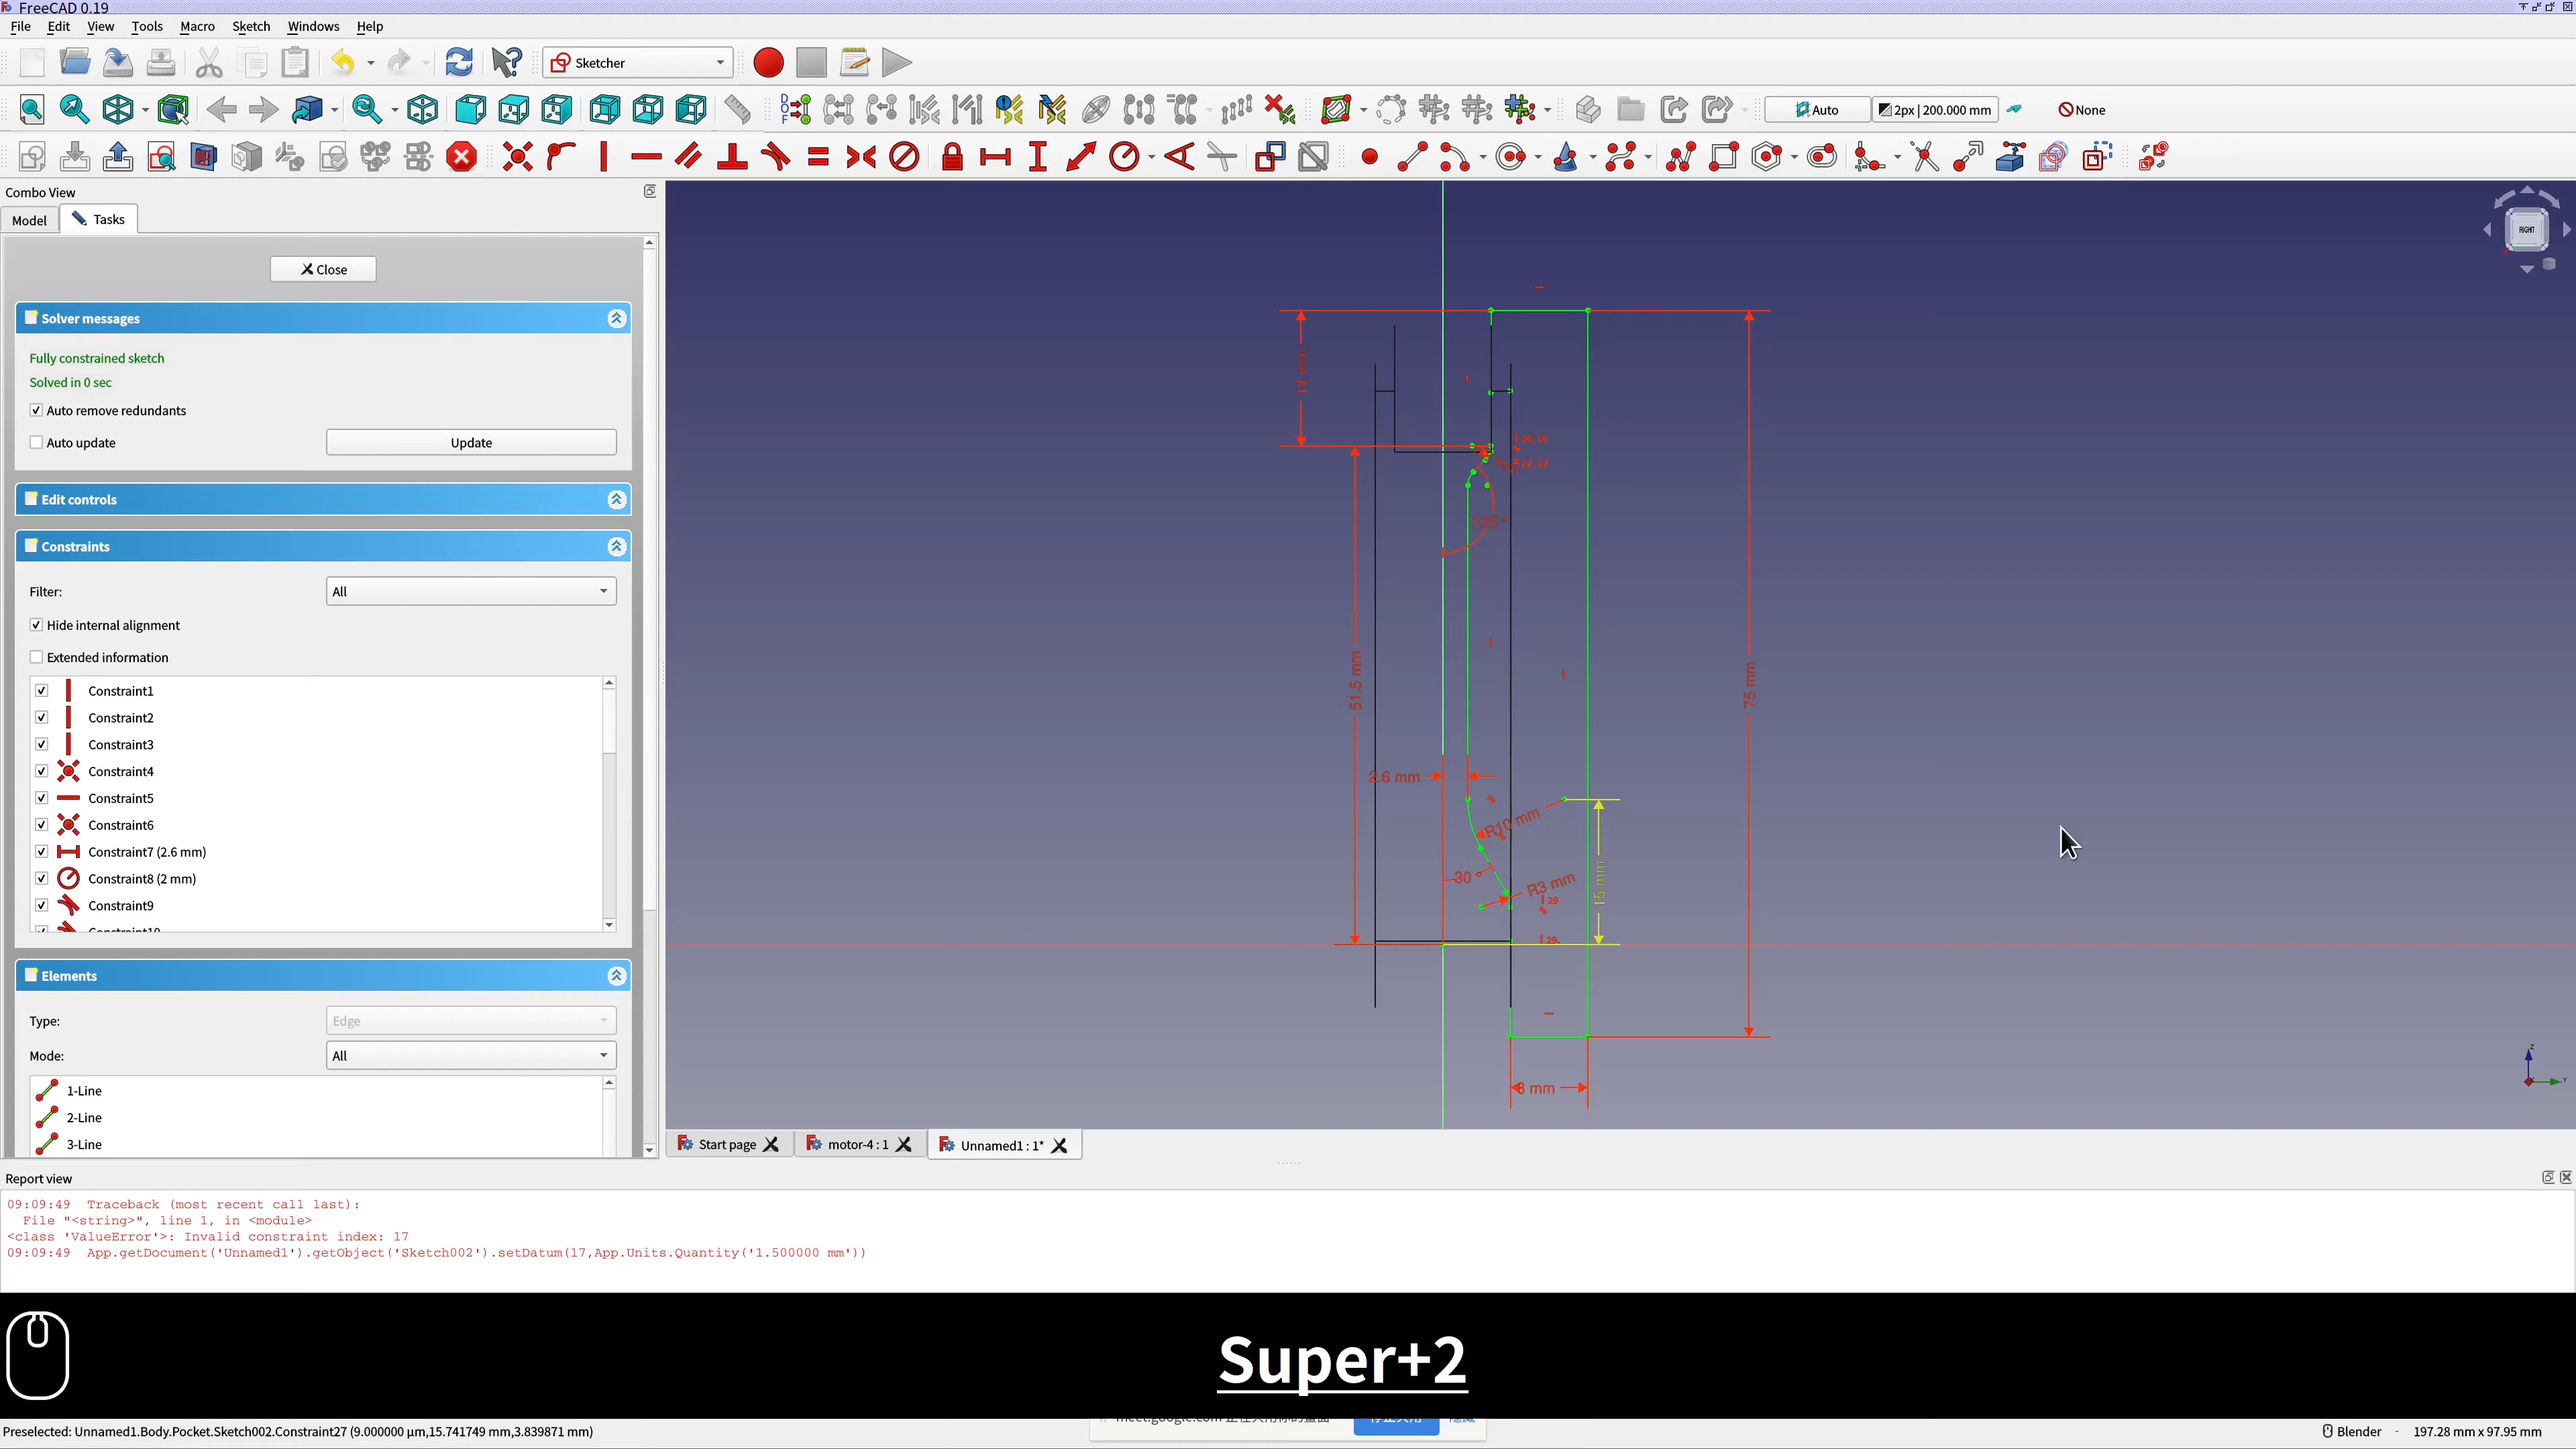 FreeCAD 0.19
File Edit View Tools Macro Sketch Windows Help
Sketcher
Auto
2px | 200.000 mm
None
Combo View
Model
Tasks
Close
Solver messages
Fully constrained sketch
Solved in 0 sec
Auto remove redundants
Auto update
Update
Edit controls
Constraints
Filter:
All
Hide internal alignment
Extended information
Constraint1
Constraint2
Constraint3
Constraint4
Constraint5
Constraint6
Constraint7 (2.6 mm)
Constraint8 (2 mm)
Constraint9
Constraint10
Elements
Type:
Edge
Mode:
All
1-Line
2-Line
3-Line
RIGHT
14 mm
51.5 mm
75 mm
2.6 mm
R10 mm
30 °
R3 mm
29
15 mm
29.
8 mm
Z
Y
Start page
motor-4 : 1
Unnamed1 : 1*
Report view
09:09:49 Traceback (most recent call last):
File "<string>", line 1, in <module>
<class 'ValueError'>: Invalid constraint index: 17
09:09:49 App.getDocument('Unnamed1').getObject('Sketch002').setDatum(17,App.Units.Quantity('1.500000 mm'))
Super+2
Preselected: Unnamed1.Body.Pocket.Sketch002.Constraint27 (9.000000 µm,15.741749 mm,3.839871 mm)
Blender - 197.28 mm x 97.95 mm